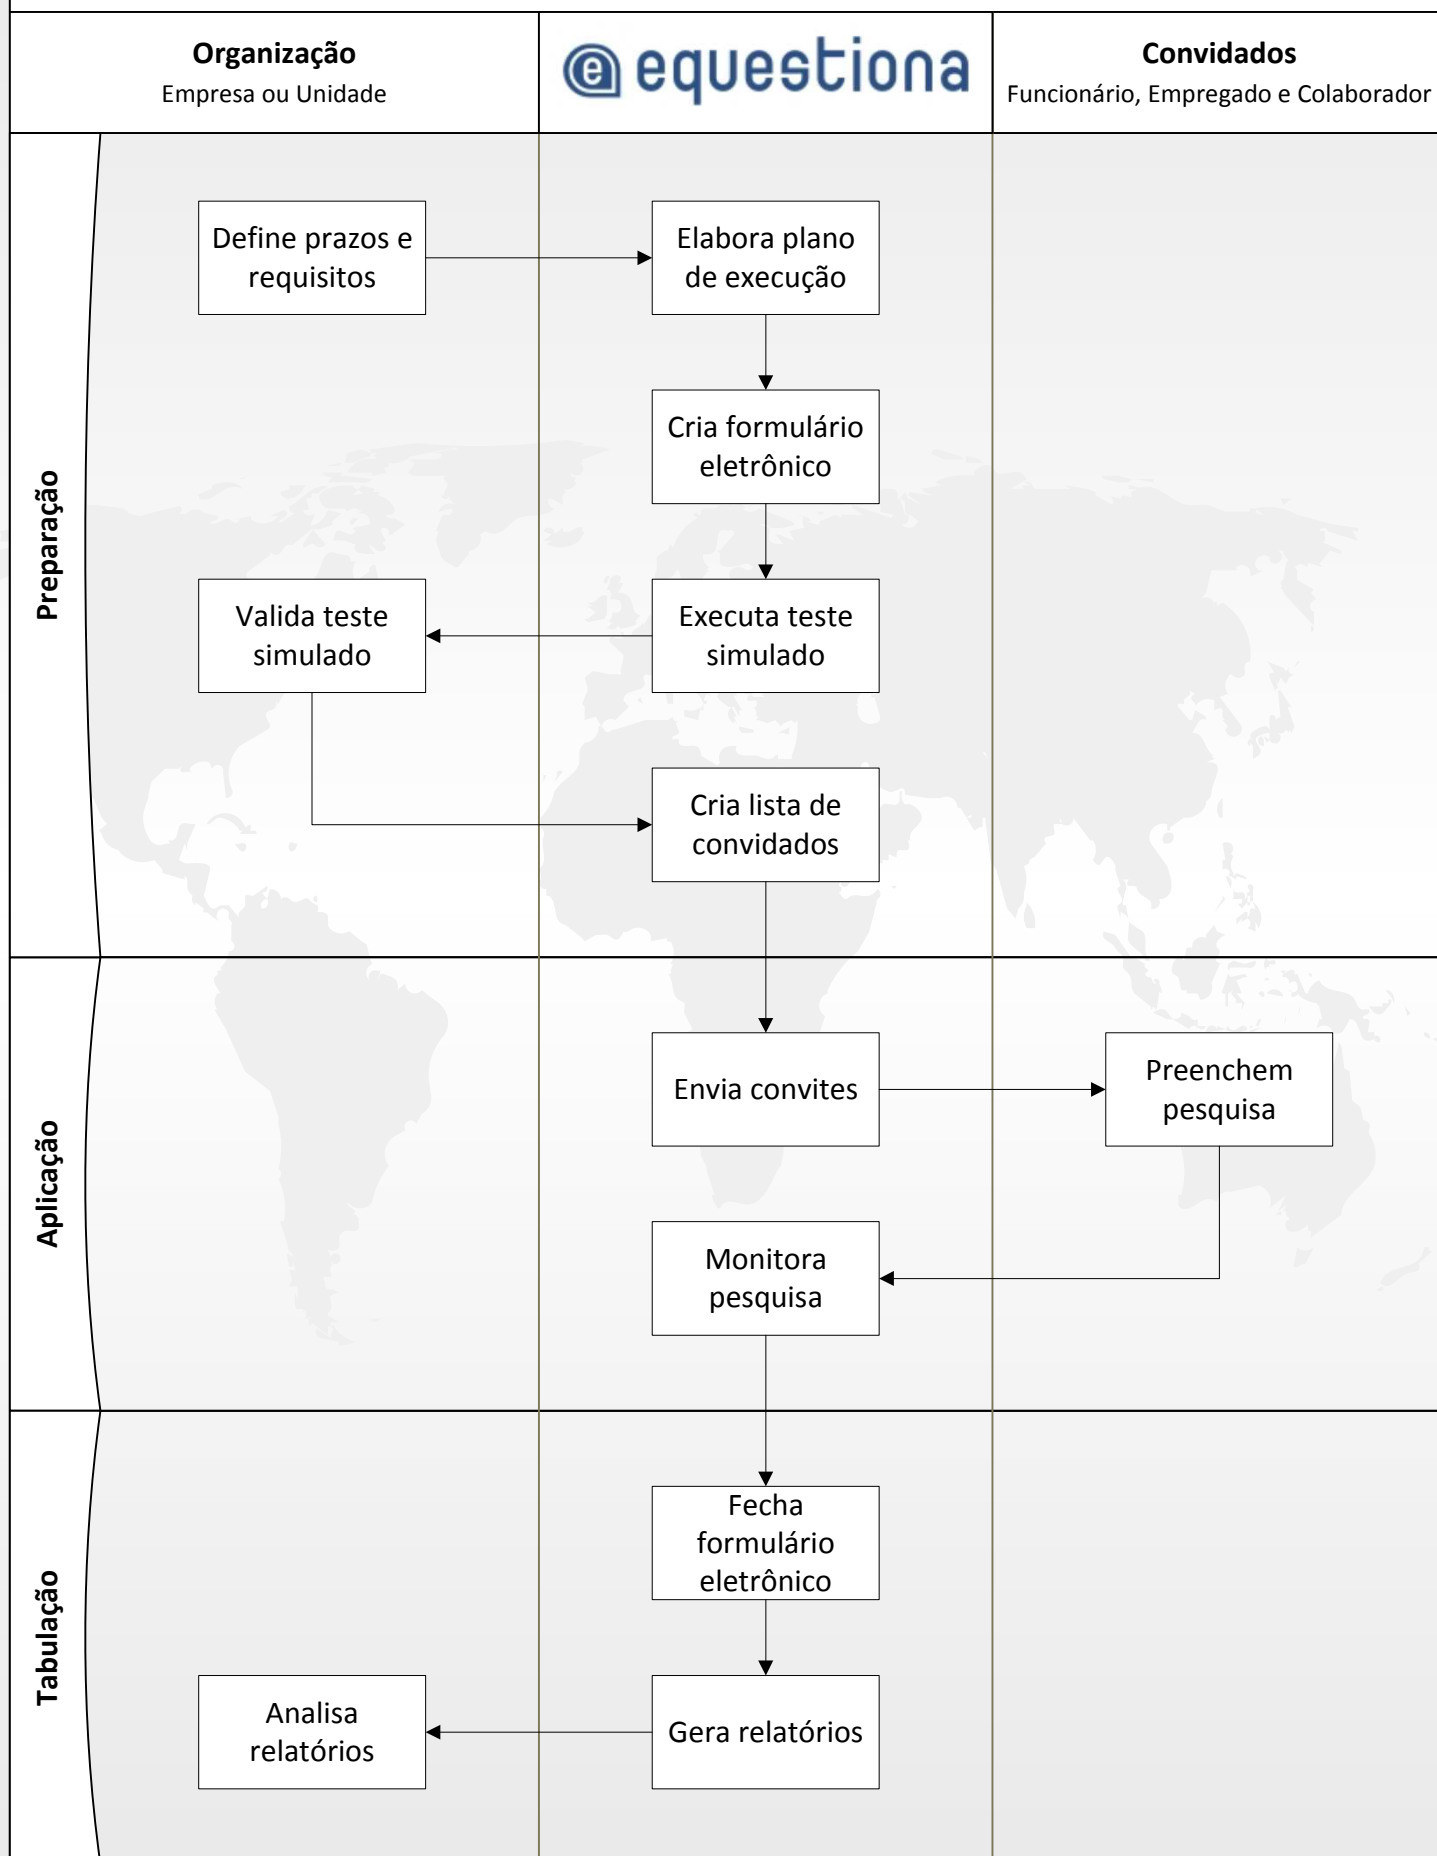 Organização
Empresa ou Unidade
e equestiona
Convidados
Funcionário, Empregado e Colaborador
Preparação
Define prazos e
requisitos
Elabora plano
de execução
Cria formulário
eletrônico
Valida teste
simulado
Executa teste
simulado
Cria lista de
convidados
Aplicação
Envia convites
Preenchem
pesquisa
Monitora
pesquisa
Tabulação
Fecha
formulário
eletrônico
Analisa
relatórios
Gera relatórios